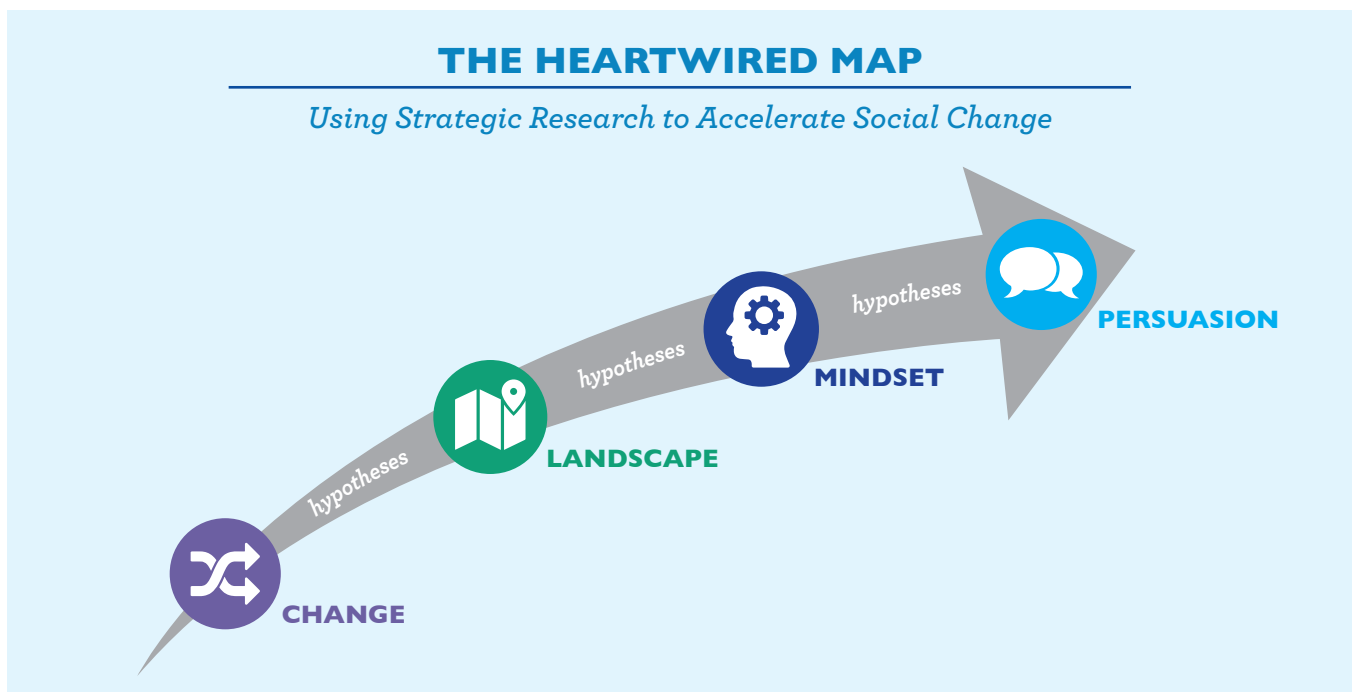 THE HEARTWIRED MAP
Using Strategic Research to Accelerate Social Change
hypotheses
PERSUASION
hypotheses
MINDSET
hypotheses
LANDSCAPE
CHANGE